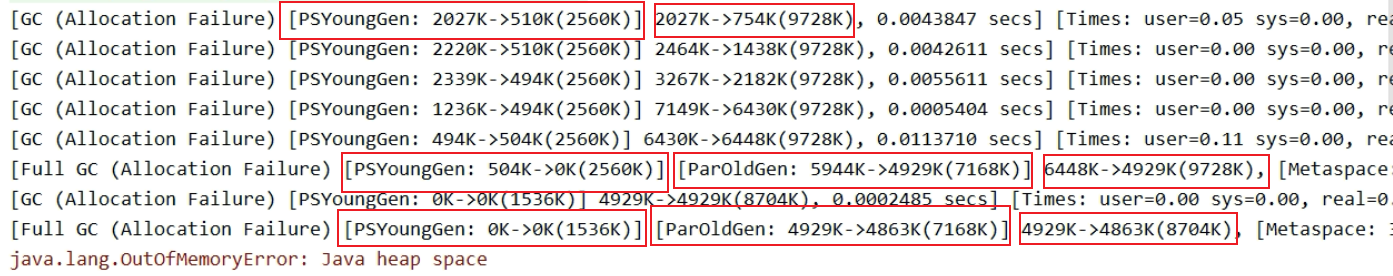 [GC (Allocation Failure) [PSYoungGen: 2027K->510K(2560K)] 2027K->754K(9728K), 0.0043847 secs] [Times: user=0.05 sys=0.00, rea
[GC (Allocation Failure) [PSYoungGen: 2220K->510K(2560K)] 2464K->1438K(9728K), 0.0042611 secs] [Times: user=0.00 sys=0.00, re
[GC (Allocation Failure) [PSYoungGen: 2339K->494K(2560K)] 3267K->2182K(9728K), 0.0055611 secs] [Times: user=0.00 sys=0.00, re
[GC (Allocation Failure) [PSYoungGen: 1236K->494K(2560K)] 7149K->6430K(9728K), 0.0005404 secs] [Times: user=0.00 sys=0.00, re
[GC (Allocation Failure) [PSYoungGen: 494K->504K(2560K)] 6430K->6448K(9728K), 0.0113710 secs] [Times: user=0.11 sys=0.00, rea
[Full GC (Allocation Failure) [PSYoungGen: 504K->0K(2560K)] [ParOldGen: 5944K->4929K(7168K)] 6448K->4929K(9728K), [Metaspace:
[GC (Allocation Failure) [PSYoungGen: 0K->0K(1536K)] 4929K->4929K(8704K), 0.0002485 secs] [Times: user=0.00 sys=0.00, real=0.
[Full GC (Allocation Failure) [PSYoungGen: 0K->0K(1536K)] [ParOldGen: 4929K->4863K(7168K)] 4929K->4863K(8704K), [Metaspace: 3
java.lang.OutOfMemoryError: Java heap space